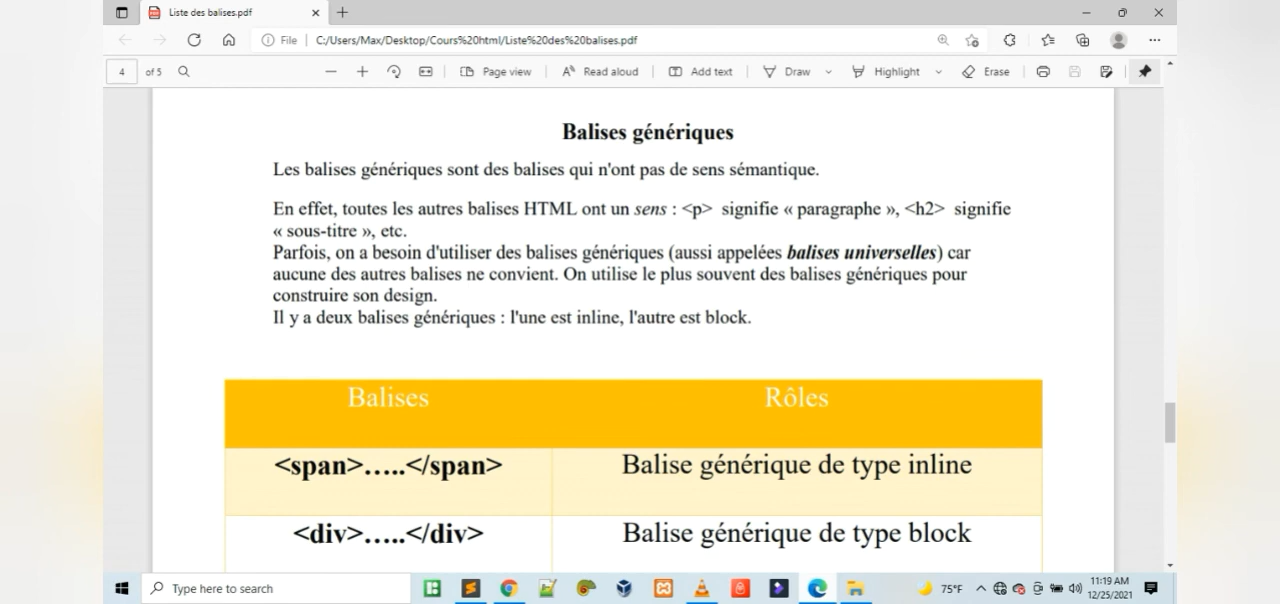 Liste des balises.pdf
File
C:/Users/Max/Desktop/Cours%20html/Liste%20des%20balises.pdf
4 of 5 Page view Read aloud Add text Draw Highlight Erase
Balises génériques
Les balises génériques sont des balises qui n'ont pas de sens sémantique.
En effet, toutes les autres balises HTML ont un sens : <p> signifie « paragraphe », <h2> signifie
« sous-titre », etc.
Parfois, on a besoin d'utiliser des balises génériques (aussi appelées balises universelles) car
aucune des autres balises ne convient. On utilise le plus souvent des balises génériques pour
construire son design.
Il y a deux balises génériques : l'une est inline, l'autre est block.
Balises Rôles
<span>…..</span> Balise générique de type inline
<div>…..</div> Balise générique de type block
Type here to search
75°F
11:19 AM
12/25/2021